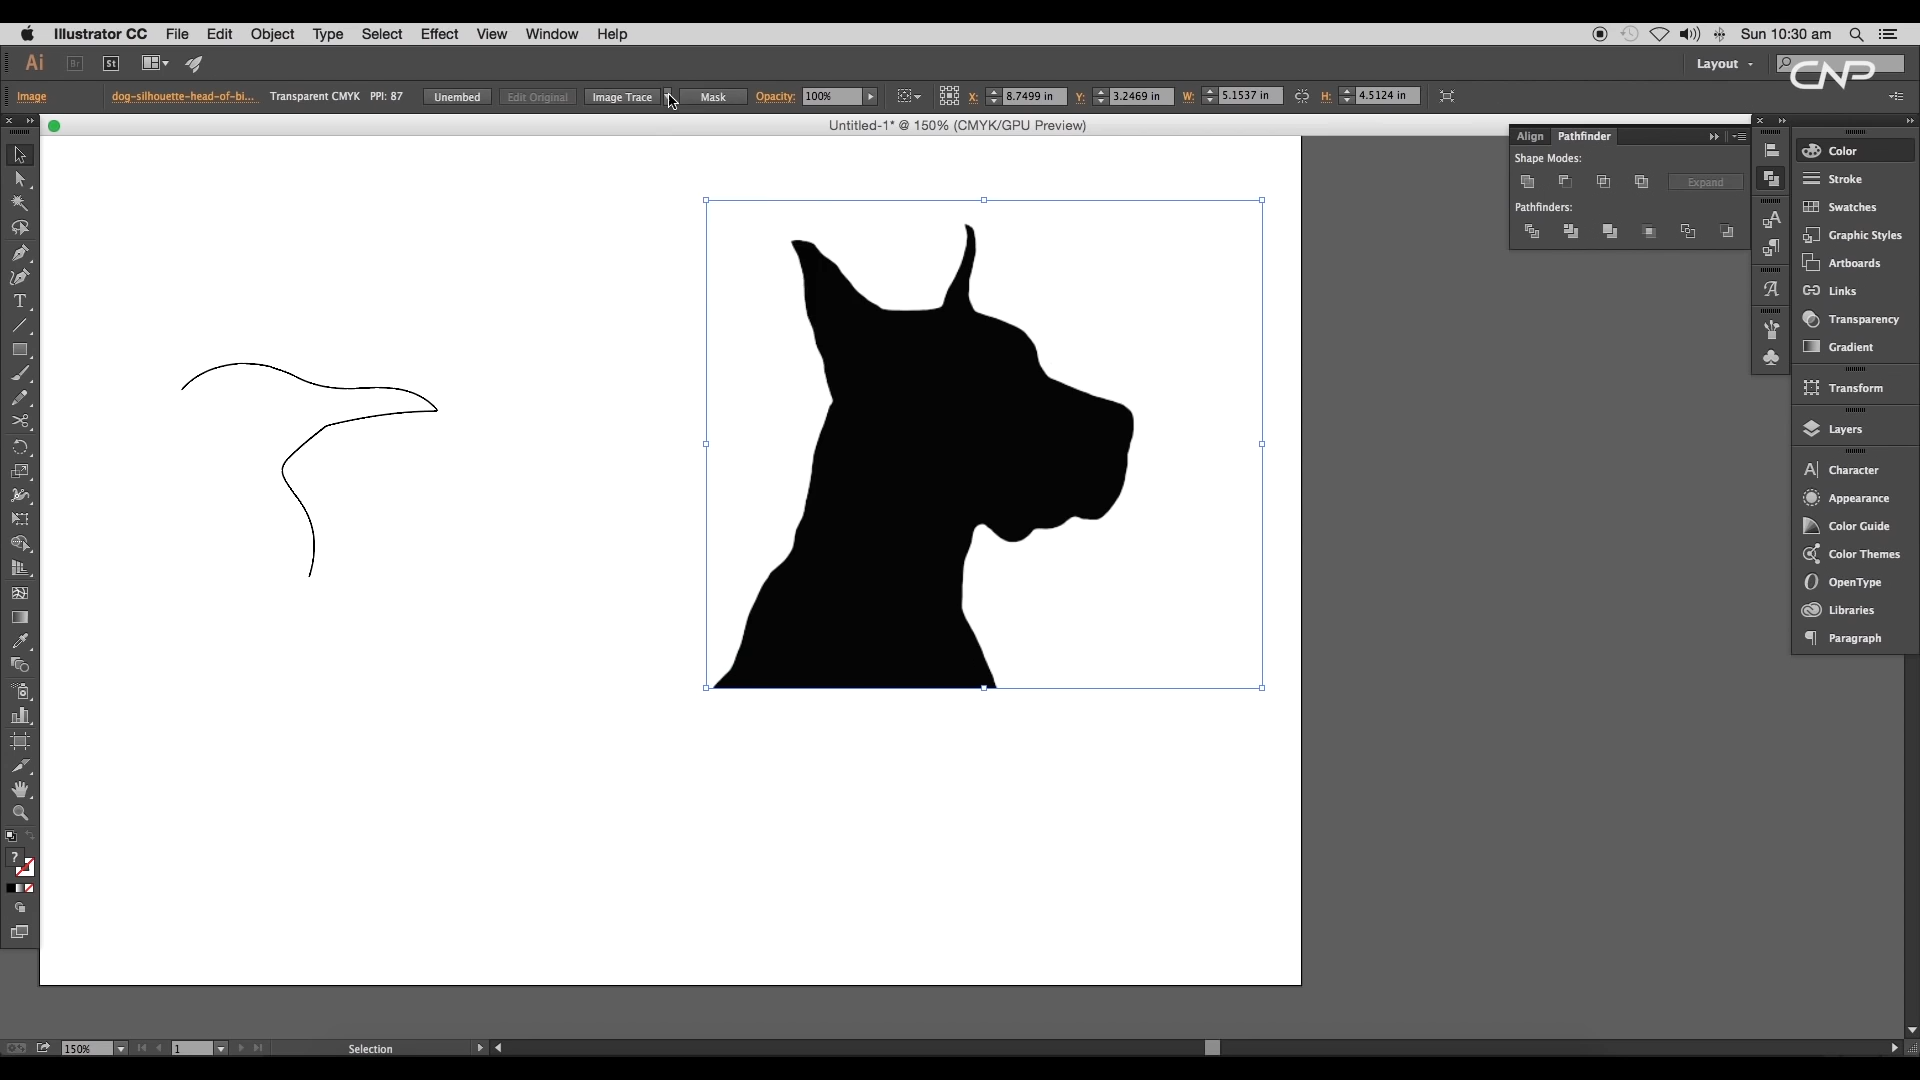 Illustrator CC File Edit Object Type Select Effect View Window Help Sun 10:30 am
Ai Br St Layout CNP
Image dog-silhouette-head-of-bi... Transparent CMYK PPI: 87 Unembed Edit Original Image Trace Mask Opacity: 100% X: 8.7499 in Y: 3.2469 in W: 5.1537 in H: 4.5124 in
Untitled-1* @ 150% (CMYK/GPU Preview)
Align Pathfinder
Shape Modes:
Expand
Pathfinders:
Color
Stroke
Swatches
Graphic Styles
Artboards
Links
Transparency
Gradient
Transform
Layers
Character
Appearance
Color Guide
Color Themes
OpenType
Libraries
Paragraph
150% 1 Selection